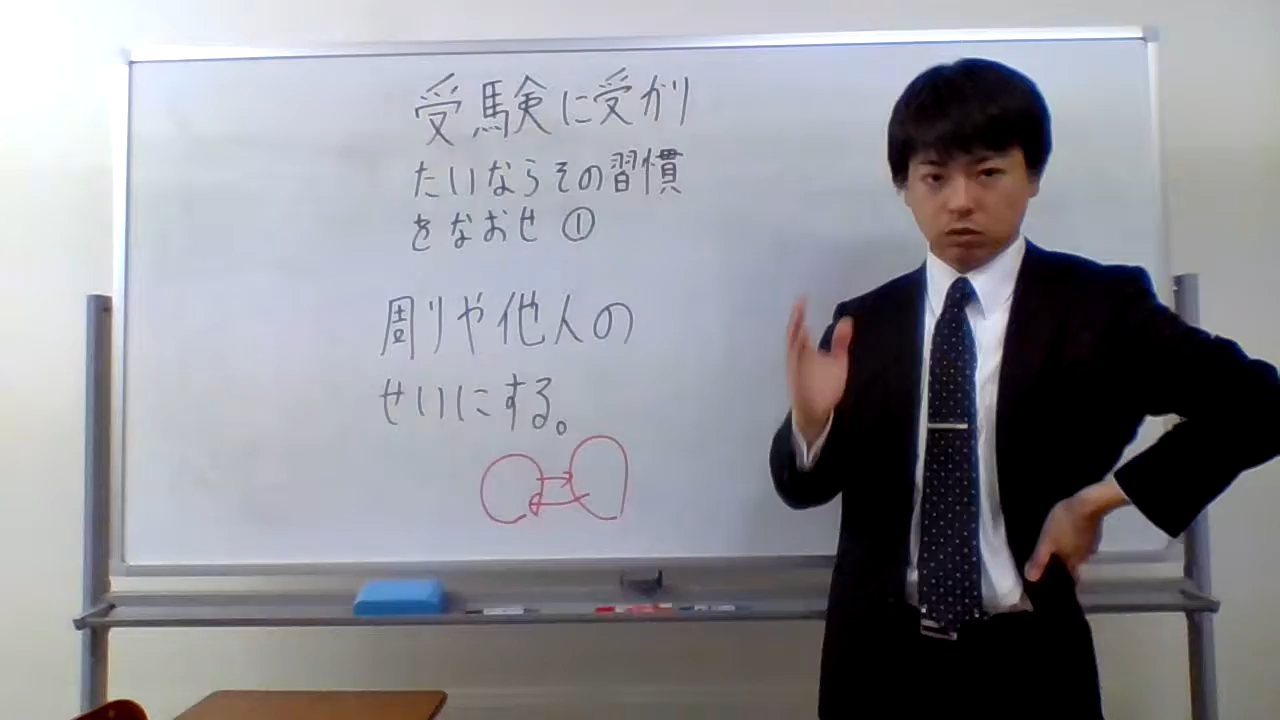 受験に受かり
たいならその習慣
をなおせ①
周りや他人の
せいにする。